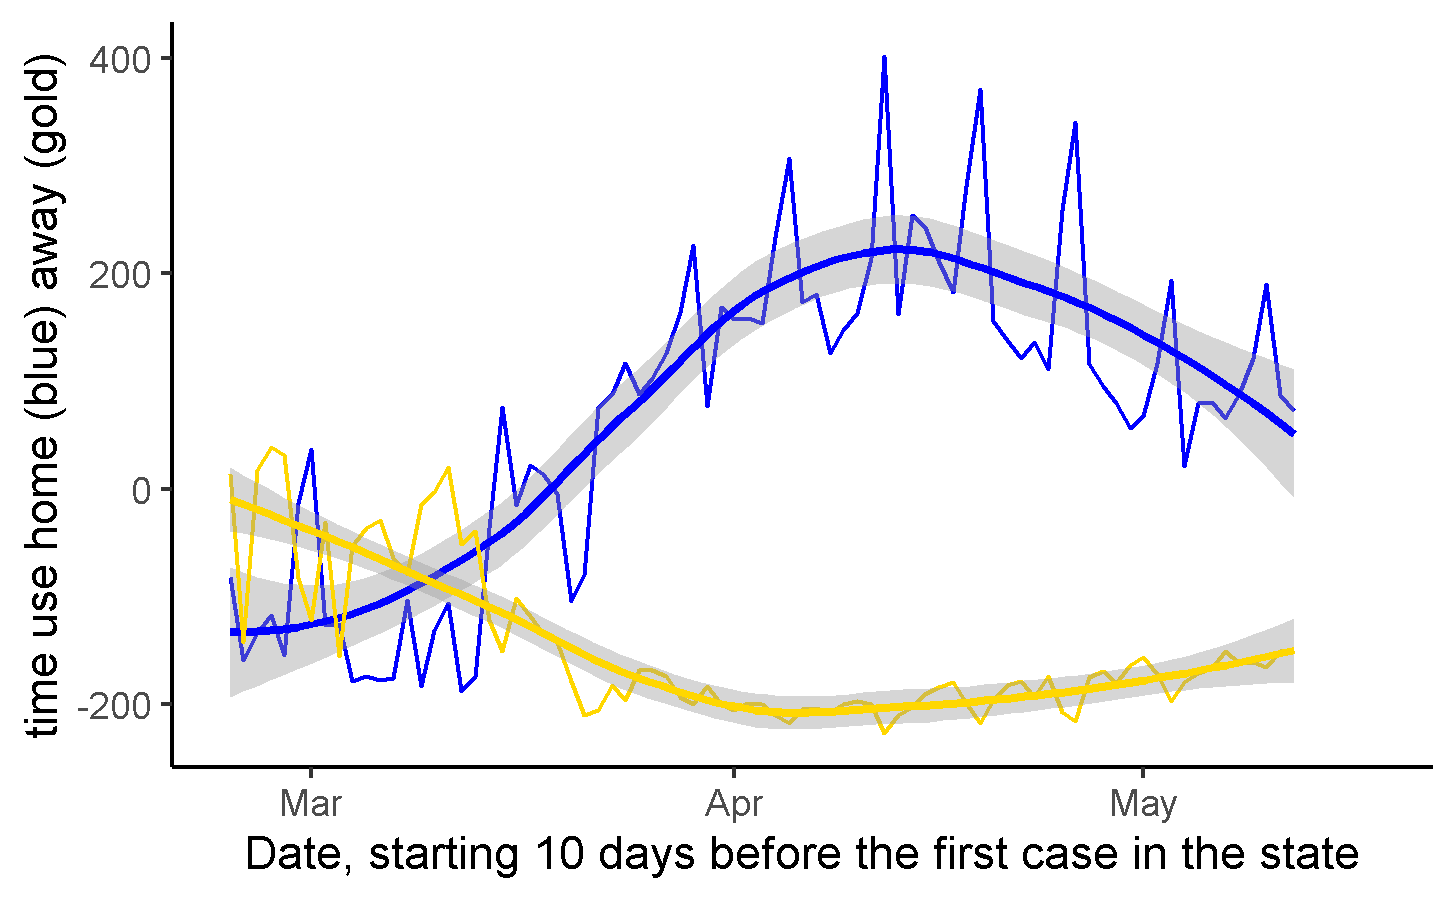 time use home (blue) away (gold)
400
200
0
-200
Mar Apr May
Date, starting 10 days before the first case in the state